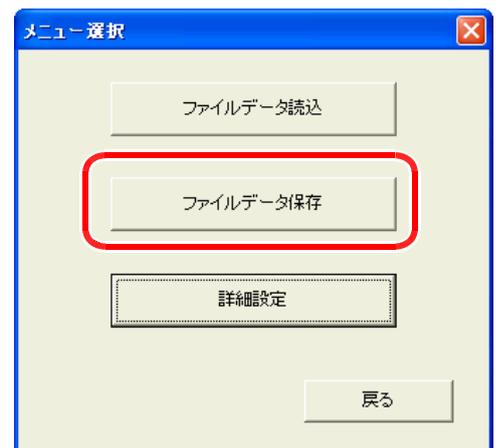 メニュー選択
ファイルデータ読込
ファイルデータ保存
詳細設定
戻る